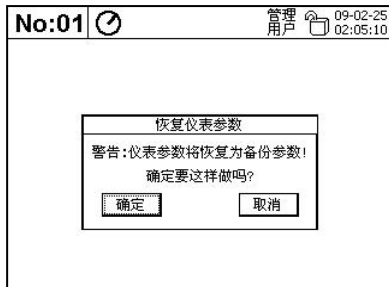 No:01
管理 09-02-25
用户 02:05:10
恢复仪表参数
警告:仪表参数将恢复为备份参数!
确定要这样做吗?
确定 取消